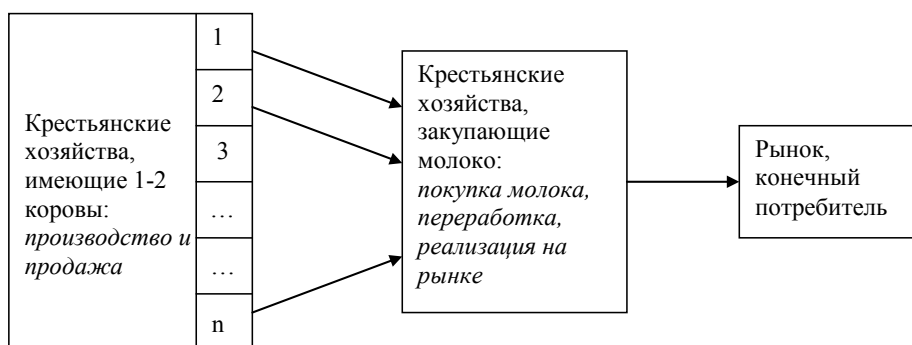 Крестьянские
хозяйства,
имеющие 1-2
коровы:
производство и
продажа
1
2
3
…
…
n
Крестьянские
хозяйства,
закупающие
молоко:
покупка молока,
переработка,
реализация на
рынке
Рынок,
конечный
потребитель